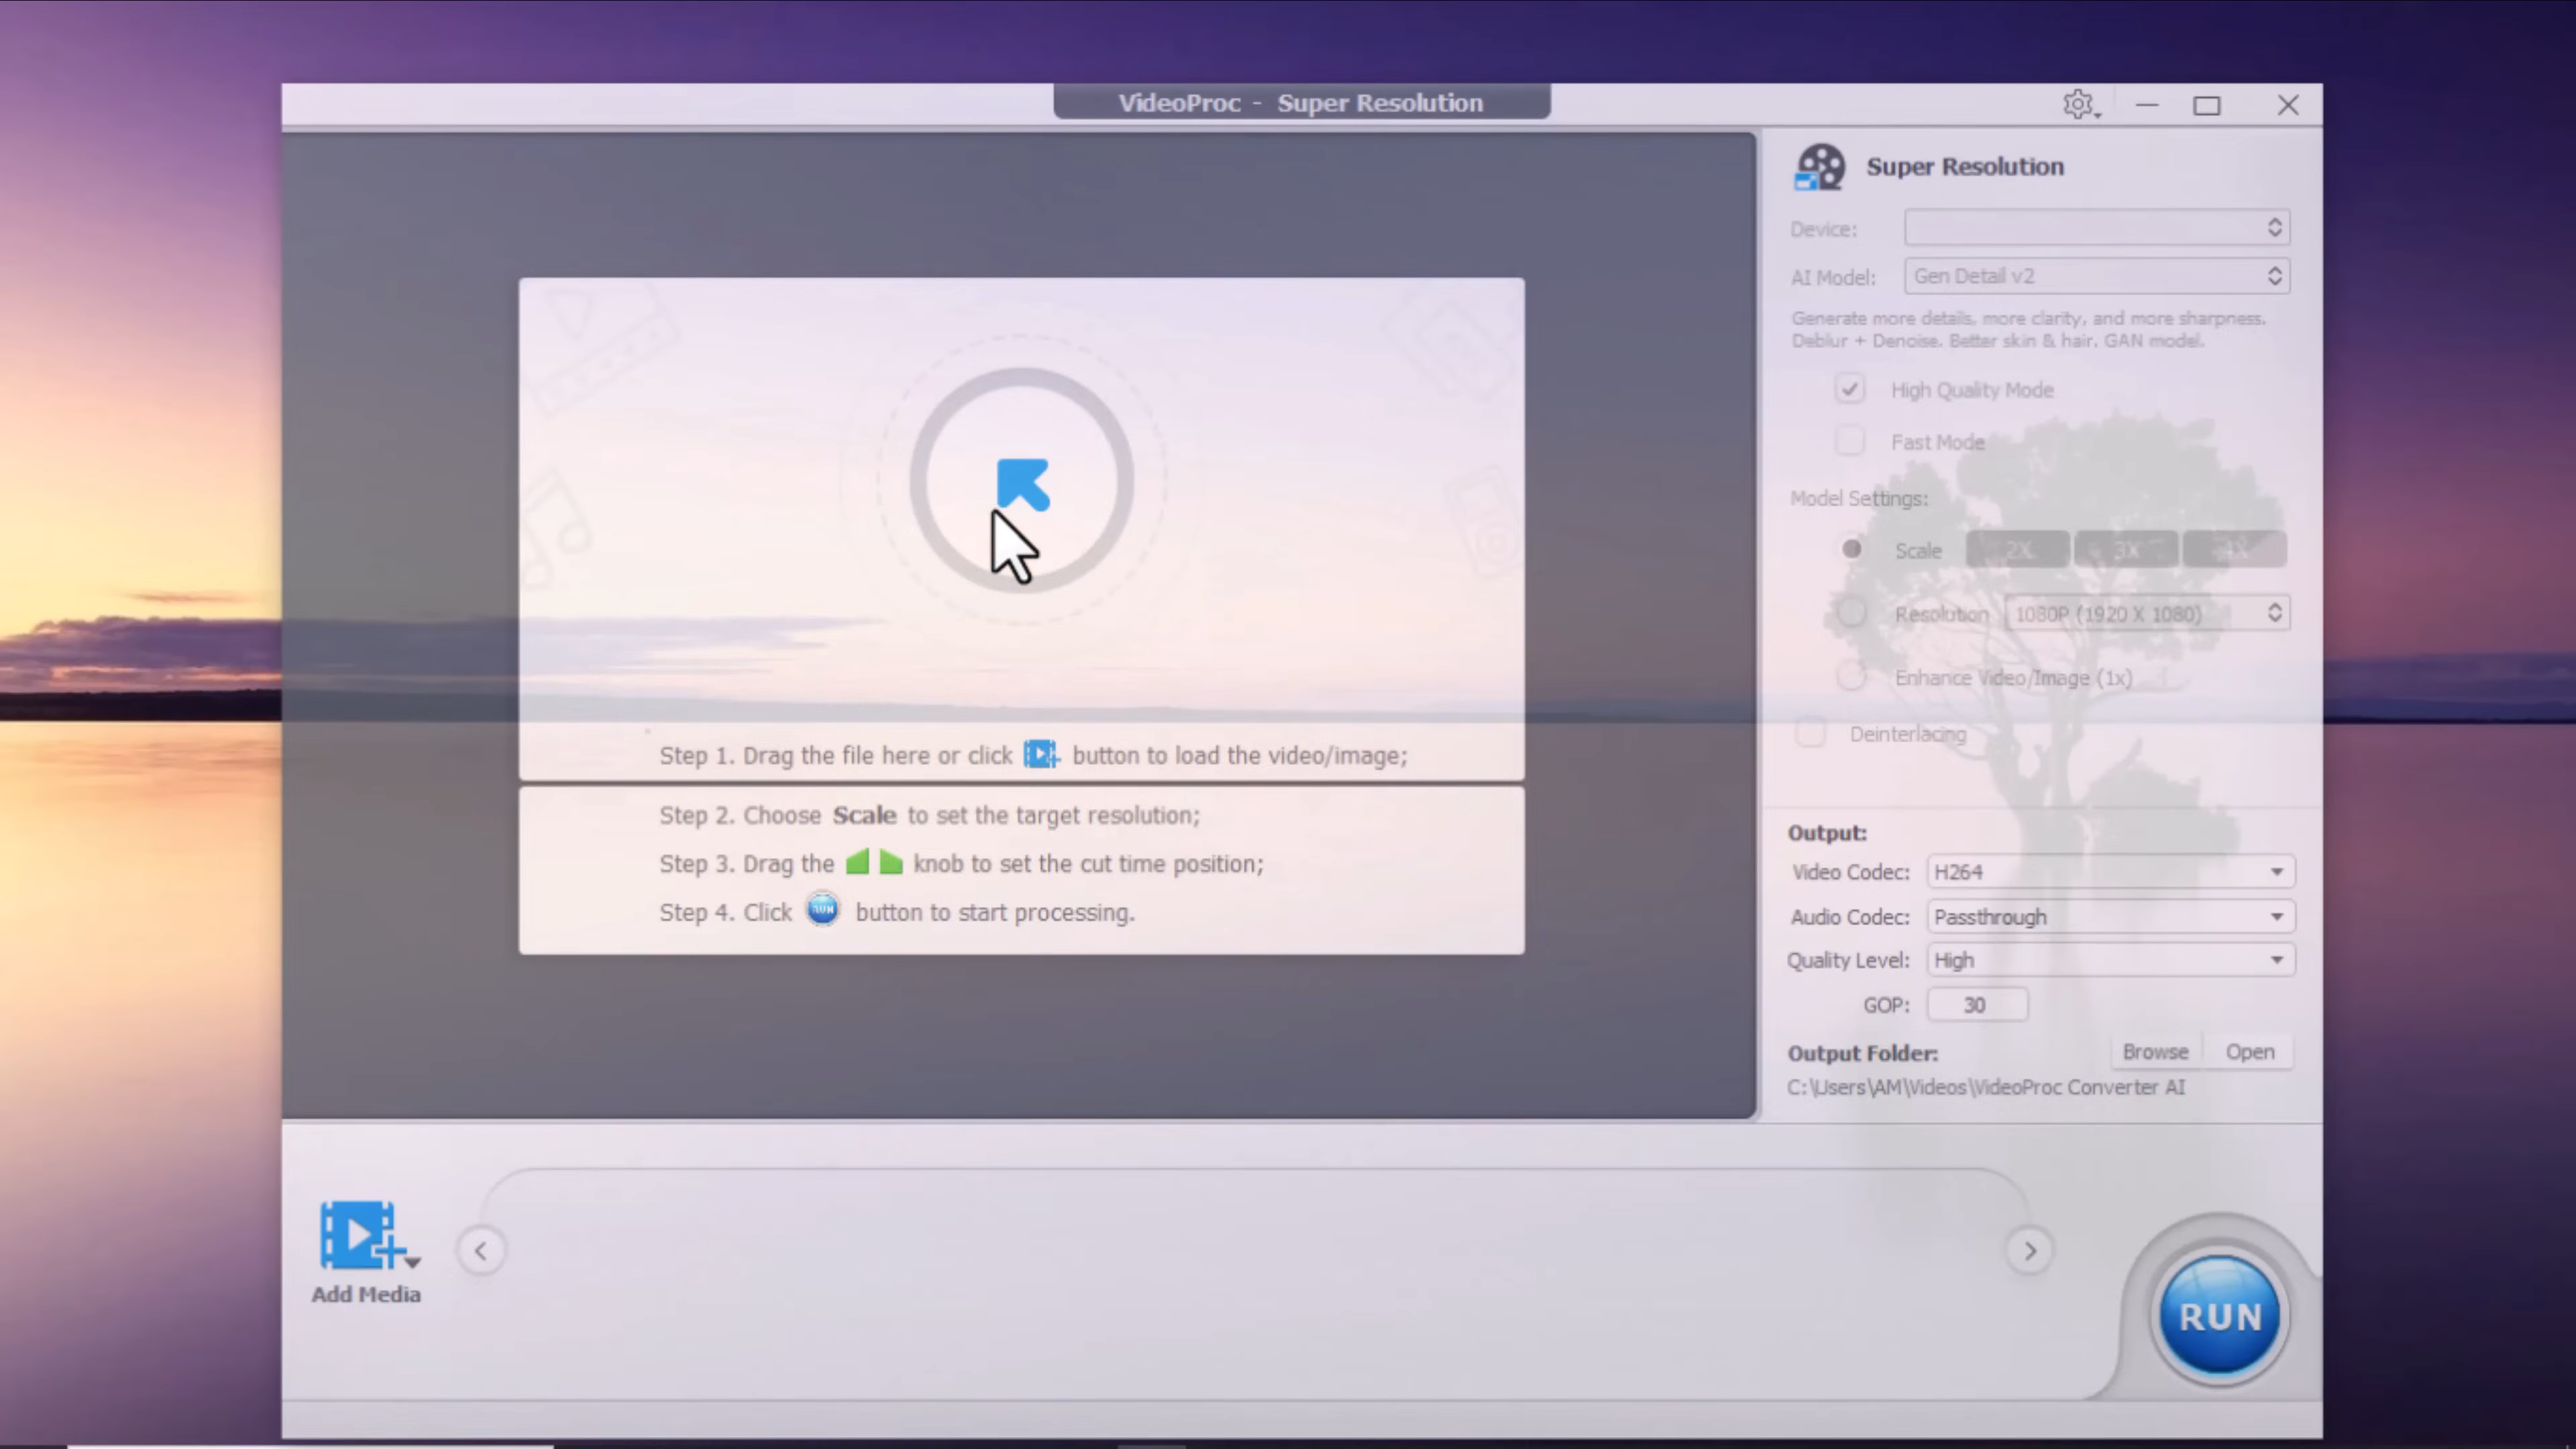 VideoProc - Super Resolution
Super Resolution
Device:
AI Model: Gen Detail v2
Generate more details, more clarity, and more sharpness.
Deblur + Denoise. Better skin & hair. GAN model.
High Quality Mode
Fast Mode
Model Settings:
Scale 2X 3X 4X
Resolution 1080P (1920 X 1080)
Enhance Video/Image (1x)
Deinterlacing
Step 1. Drag the file here or click button to load the video/image;
Step 2. Choose Scale to set the target resolution;
Step 3. Drag the knob to set the cut time position;
Step 4. Click RUN button to start processing.
Output:
Video Codec: H264
Audio Codec: Passthrough
Quality Level: High
GOP: 30
Output Folder: Browse Open
C:\Users\AM\Videos\VideoProc Converter AI
Add Media
RUN